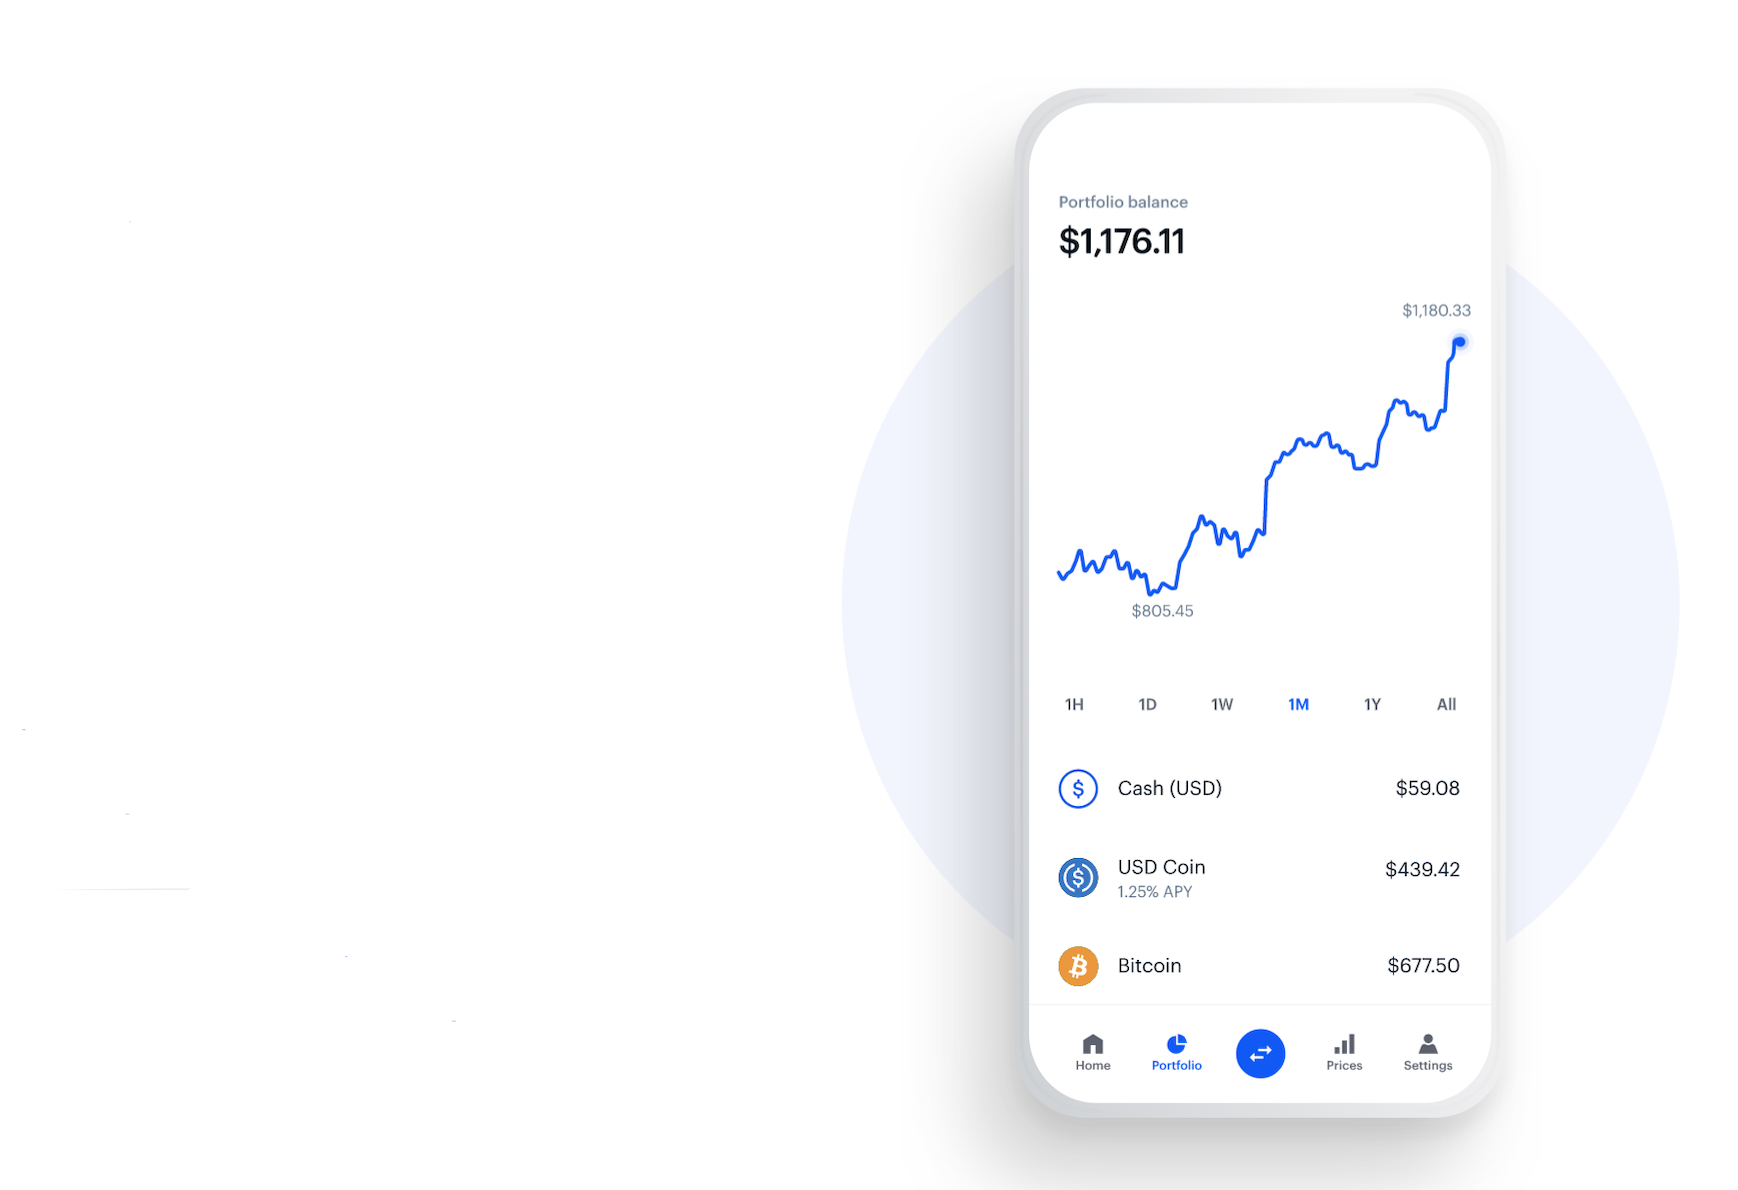 Portfolio balance
$1,176.11
$1,180.33
$805.45
1H 1D 1W 1M 1Y All
Cash (USD) $59.08
USD Coin $439.42
1.25% APY
Bitcoin $677.50
Home Portfolio Prices Settings